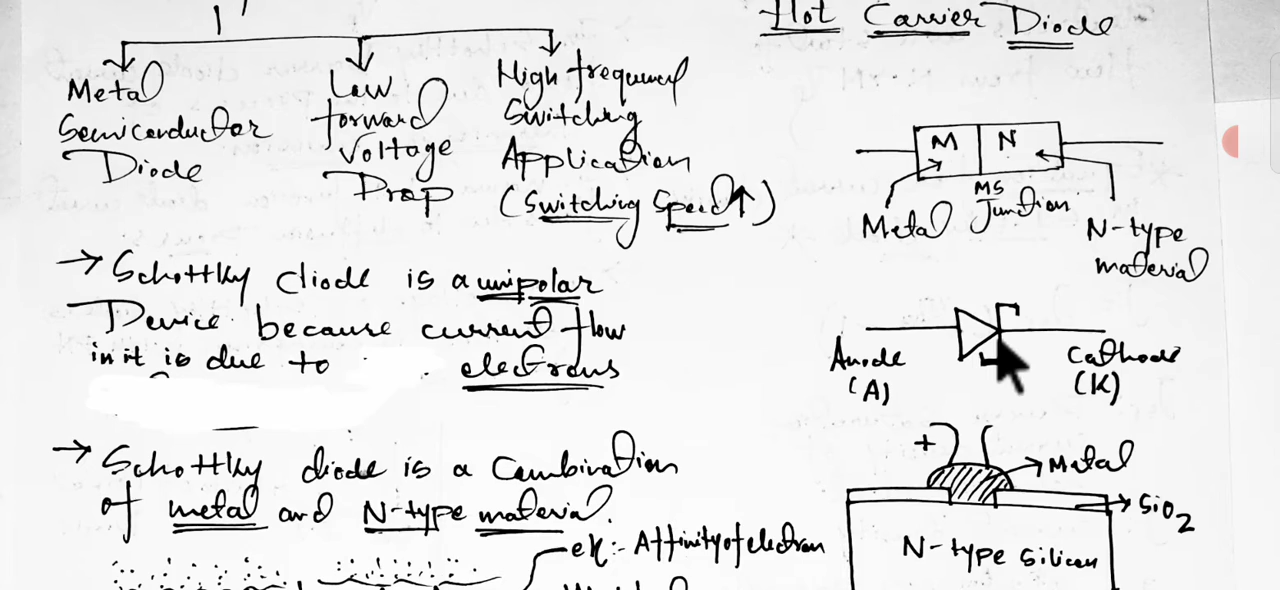 Hot Carrier Diode
Metal
Semiconductor
Diode
Low
forward
Voltage
Drop
High frequency
Switching
Application
(Switching Speed↑)
M N
MS
Junction
Metal
N-type
material
→ Schottky diode is a unipolar
Device because current flow
in it is due to electrons
Anode
(A)
Cathode
(K)
→ Schottky diode is a Combination
of metal and N-type material.
+
Metal
SiO2
N-type silicon
ex:- Affinity of electron